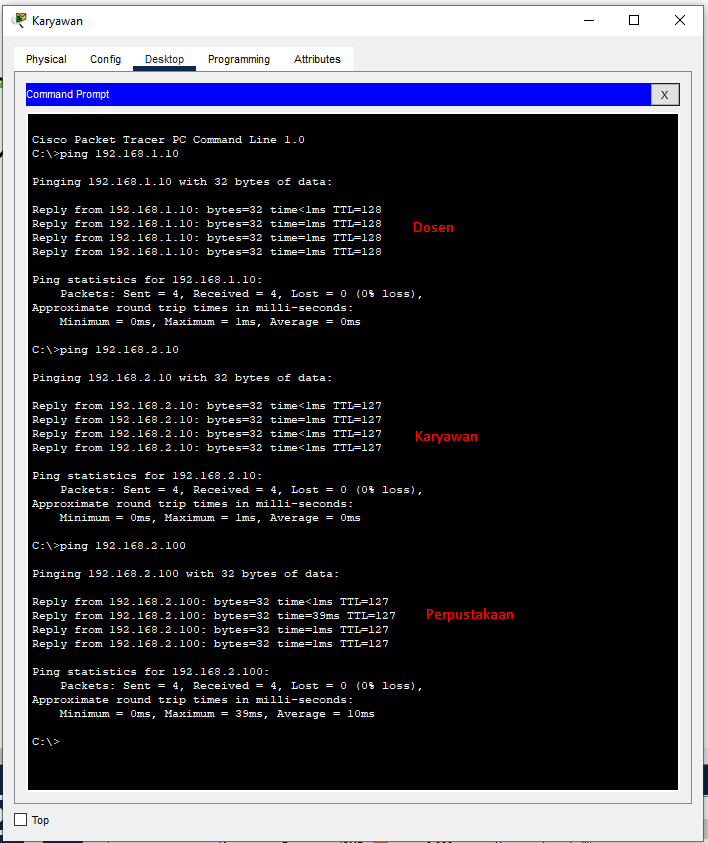 Karyawan
Physical Config Desktop Programming Attributes
Command Prompt X
Cisco Packet Tracer PC Command Line 1.0
C:\>ping 192.168.1.10
Pinging 192.168.1.10 with 32 bytes of data:
Reply from 192.168.1.10: bytes=32 time<1ms TTL=128
Reply from 192.168.1.10: bytes=32 time=1ms TTL=128
Dosen
Reply from 192.168.1.10: bytes=32 time=1ms TTL=128
Reply from 192.168.1.10: bytes=32 time=1ms TTL=128
Ping statistics for 192.168.1.10:
Packets: Sent = 4, Received = 4, Lost = 0 (0% loss),
Approximate round trip times in milli-seconds:
Minimum = 0ms, Maximum = 1ms, Average = 0ms
C:\>ping 192.168.2.10
Pinging 192.168.2.10 with 32 bytes of data:
Reply from 192.168.2.10: bytes=32 time<1ms TTL=127
Reply from 192.168.2.10: bytes=32 time=1ms TTL=127
Reply from 192.168.2.10: bytes=32 time<1ms TTL=127
Karyawan
Reply from 192.168.2.10: bytes=32 time<1ms TTL=127
Ping statistics for 192.168.2.10:
Packets: Sent = 4, Received = 4, Lost = 0 (0% loss),
Approximate round trip times in milli-seconds:
Minimum = 0ms, Maximum = 1ms, Average = 0ms
C:\>ping 192.168.2.100
Pinging 192.168.2.100 with 32 bytes of data:
Reply from 192.168.2.100: bytes=32 time<1ms TTL=127
Reply from 192.168.2.100: bytes=32 time=39ms TTL=127
Perpustakaan
Reply from 192.168.2.100: bytes=32 time=1ms TTL=127
Reply from 192.168.2.100: bytes=32 time=1ms TTL=127
Ping statistics for 192.168.2.100:
Packets: Sent = 4, Received = 4, Lost = 0 (0% loss),
Approximate round trip times in milli-seconds:
Minimum = 0ms, Maximum = 39ms, Average = 10ms
C:\>
Top